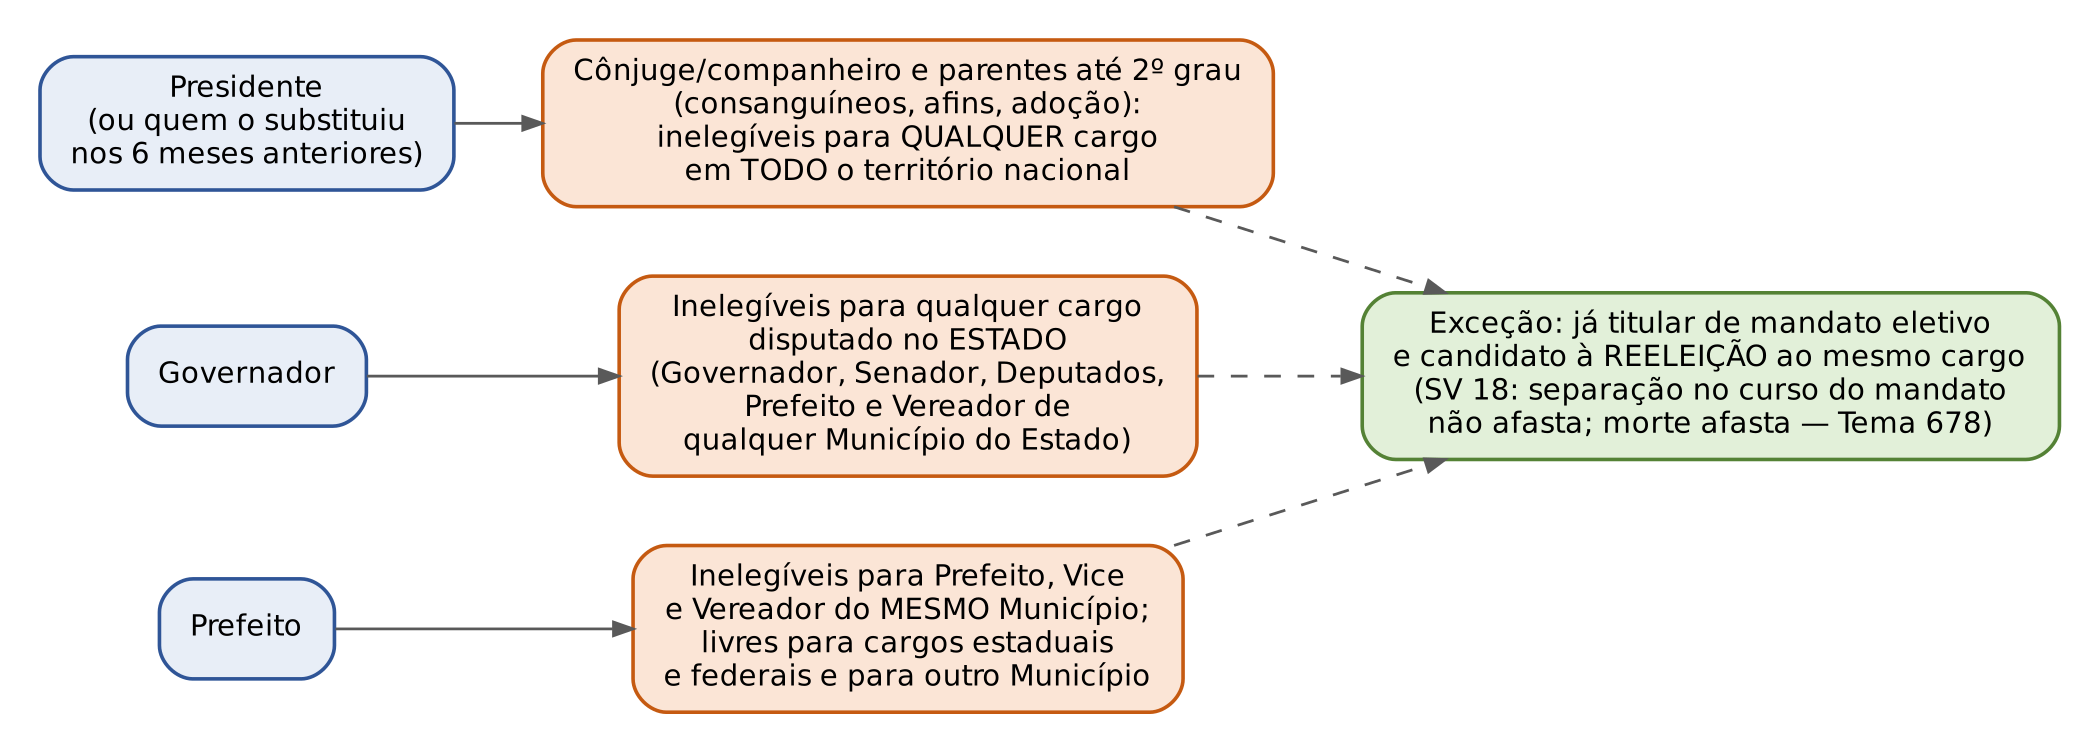 Presidente
(ou quem o substituiu
nos 6 meses anteriores)
Cônjuge/companheiro e parentes até 2º grau
(consanguíneos, afins, adoção):
inelegíveis para QUALQUER cargo
em TODO o território nacional
Governador
Inelegíveis para qualquer cargo
disputado no ESTADO
(Governador, Senador, Deputados,
Prefeito e Vereador de
qualquer Município do Estado)
Exceção: já titular de mandato eletivo
e candidato à REELEIÇÃO ao mesmo cargo
(SV 18: separação no curso do mandato
não afasta; morte afasta — Tema 678)
Prefeito
Inelegíveis para Prefeito, Vice
e Vereador do MESMO Município;
livres para cargos estaduais
e federais e para outro Município